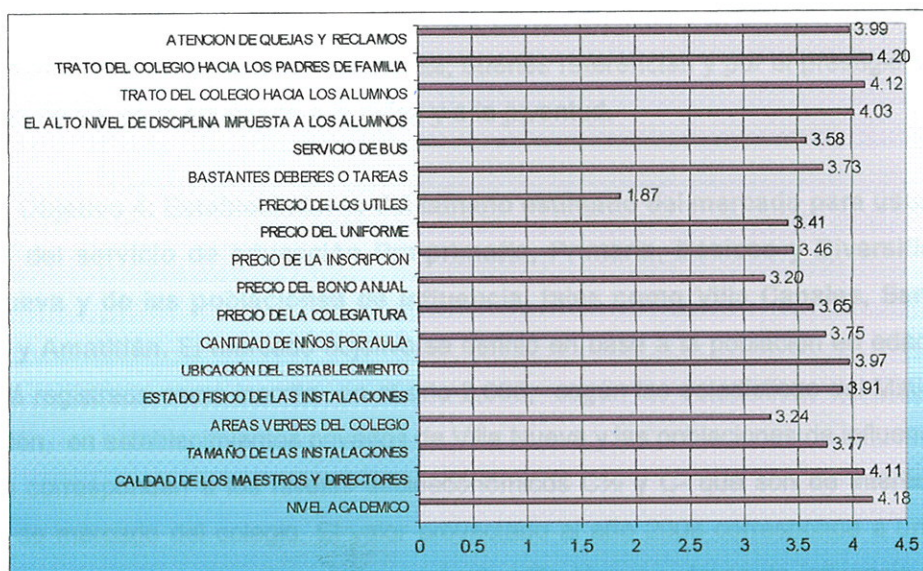 ATENCION DE QUEJAS Y RECLAMOS 3.99
TRATO DEL COLEGIO HACIA LOS PADRES DE FAMILIA 4.20
TRATO DEL COLEGIO HACIA LOS ALUMNOS 4.12
EL ALTO NIVEL DE DISCIPLINA IMPUESTA A LOS ALUMNOS 4.03
SERVICIO DE BUS 3.58
BASTANTES DEBERES O TAREAS 3.73
PRECIO DE LOS UTILES 1.87
PRECIO DEL UNIFORME 3.41
PRECIO DE LA INSCRIPCION 3.46
PRECIO DEL BONO ANUAL 3.20
PRECIO DE LA COLEGIATURA 3.65
CANTIDAD DE NIÑOS POR AULA 3.75
UBICACIÓN DEL ESTABLECIMIENTO 3.97
ESTADO FISICO DE LAS INSTALACIONES 3.91
AREAS VERDES DEL COLEGIO 3.24
TAMAÑO DE LAS INSTALACIONES 3.77
CALIDAD DE LOS MAESTROS Y DIRECTORES 4.11
NIVEL ACADEMICO 4.18
0 0.5 1 1.5 2 2.5 3 3.5 4 4.5